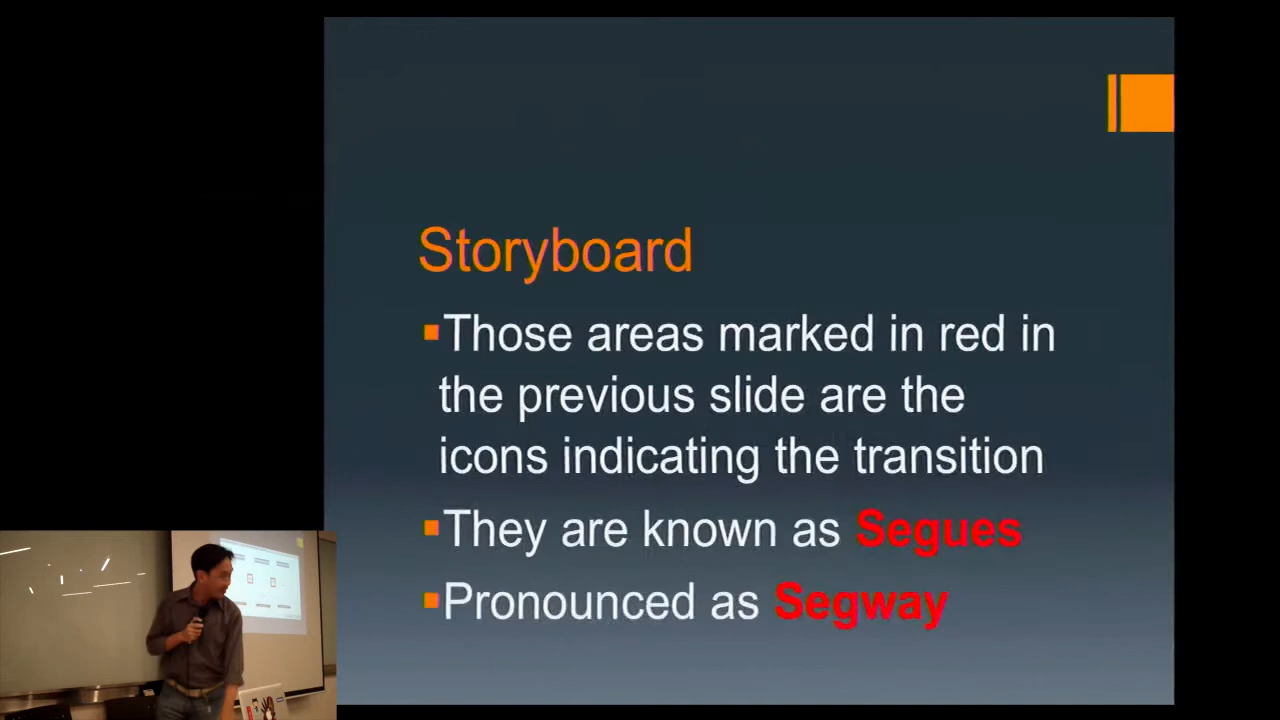 Storyboard
Those areas marked in red in
the previous slide are the
icons indicating the transition
They are known as Segues
Pronounced as Segway